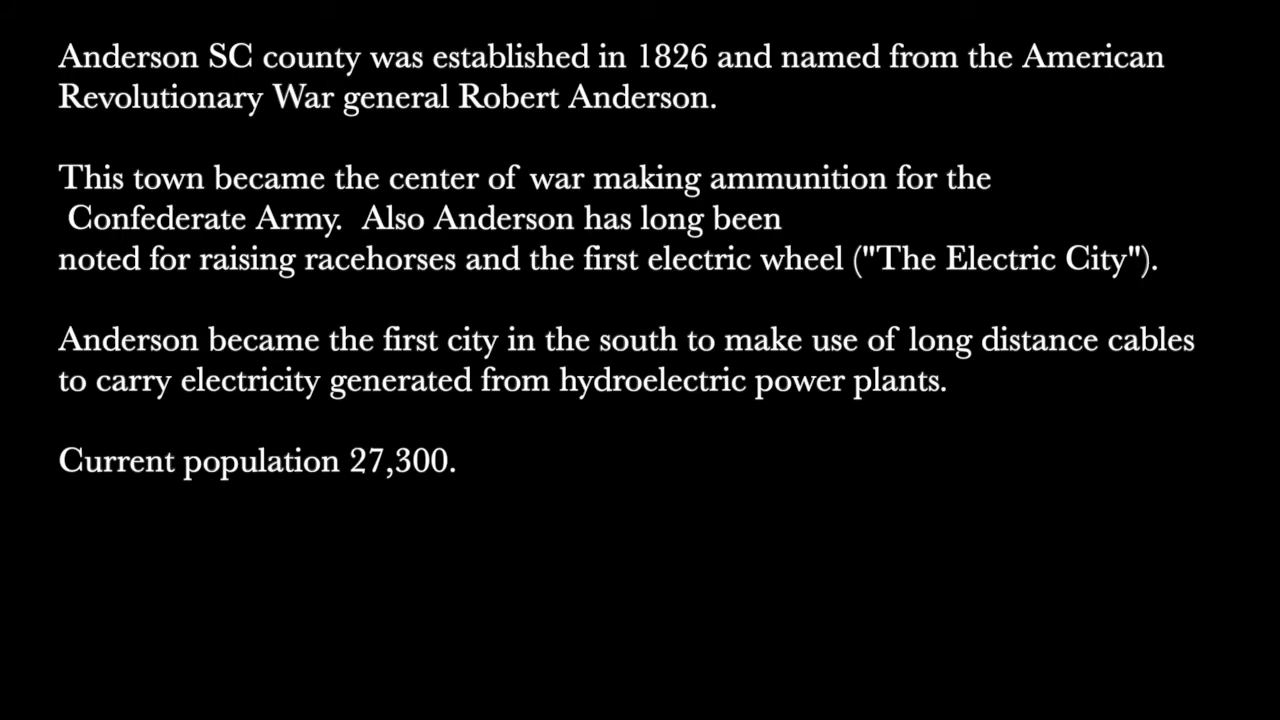 Anderson SC county was established in 1826 and named from the American
Revolutionary War general Robert Anderson.
This town became the center of war making ammunition for the
Confederate Army. Also Anderson has long been
noted for raising racehorses and the first electric wheel ("The Electric City").
Anderson became the first city in the south to make use of long distance cables
to carry electricity generated from hydroelectric power plants.
Current population 27,300.